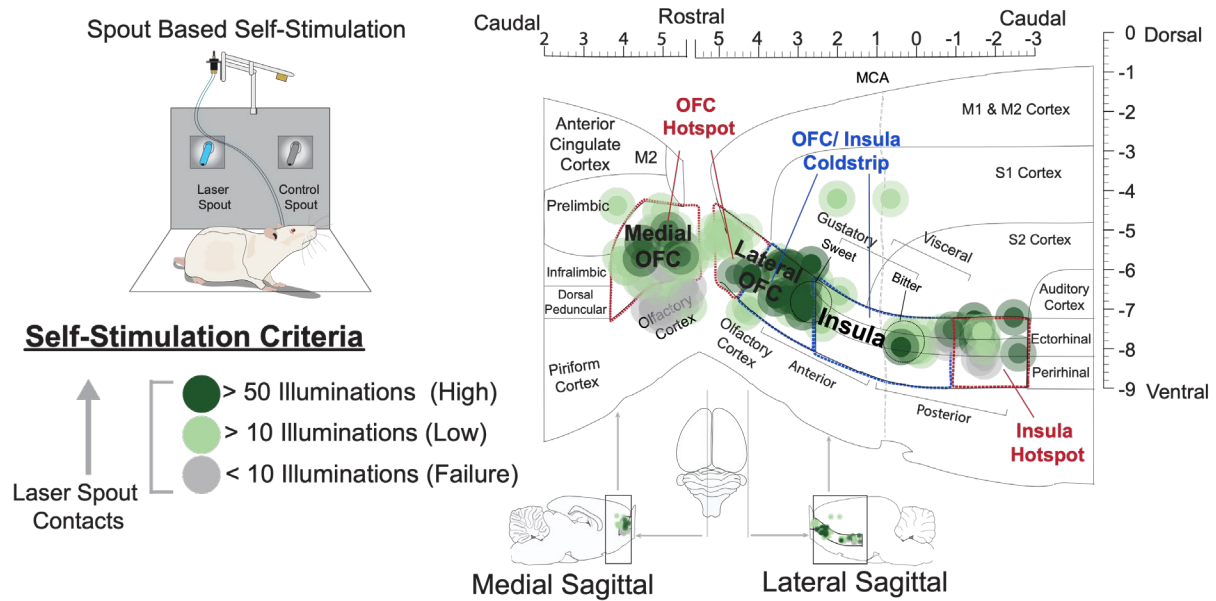 Spout Based Self-Stimulation
Laser
Spout
Control
Spout
Self-Stimulation Criteria
> 50 Illuminations (High)
> 10 Illuminations (Low)
< 10 Illuminations (Failure)
Laser Spout
Contacts
Caudal
Rostral
Caudal
2 3 4 5 5 4 3 2 1 0 -1 -2 -3
0 Dorsal
-1
-2
-3
-4
-5
-6
-7
-8
-9 Ventral
MCA
M1 & M2 Cortex
OFC
Hotspot
Anterior
Cingulate
Cortex
M2
OFC/ Insula
Coldstrip
S1 Cortex
Prelimbic
Gustatory
Visceral
Medial
OFC
Sweet
S2 Cortex
Lateral
OFC
Bitter
Infralimbic
Dorsal
Peduncular
Olfactory
Cortex
Auditory
Cortex
Insula
Olfactory
Cortex
Ectorhinal
Perirhinal
Piriform
Cortex
Anterior
Posterior
Insula
Hotspot
Medial Sagittal
Lateral Sagittal